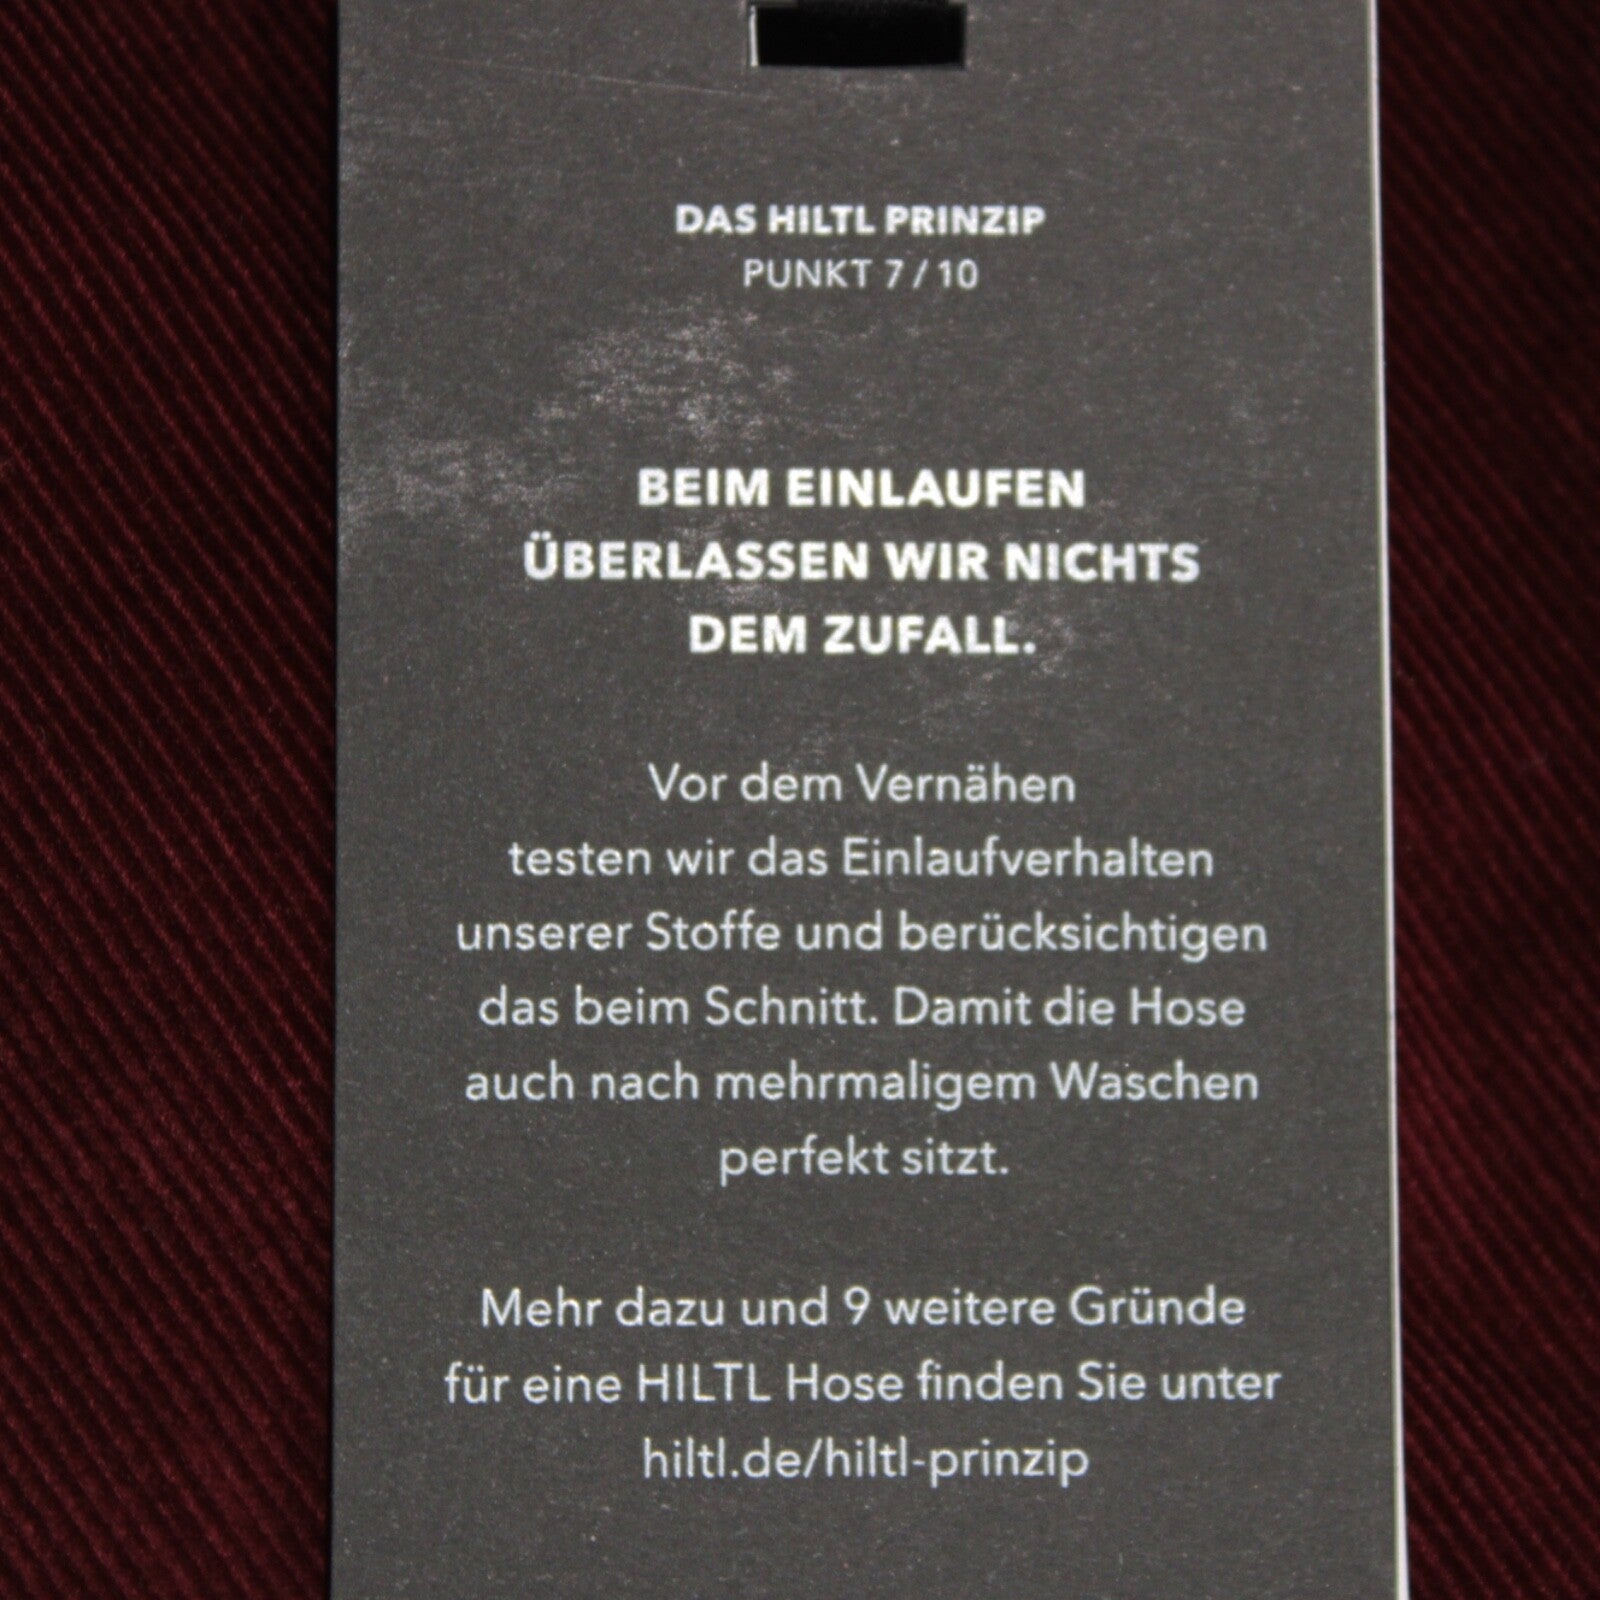 DAS HILTL PRINZIP
PUNKT 7 / 10
BEIM EINLAUFEN
ÜBERLASSEN WIR NICHTS
DEM ZUFALL.
Vor dem Vernähen
testen wir das Einlaufverhalten
unserer Stoffe und berücksichtigen
das beim Schnitt. Damit die Hose
auch nach mehrmaligem Waschen
perfekt sitzt.
Mehr dazu und 9 weitere Gründe
für eine HILTL Hose finden Sie unter
hiltl.de/hiltl-prinzip